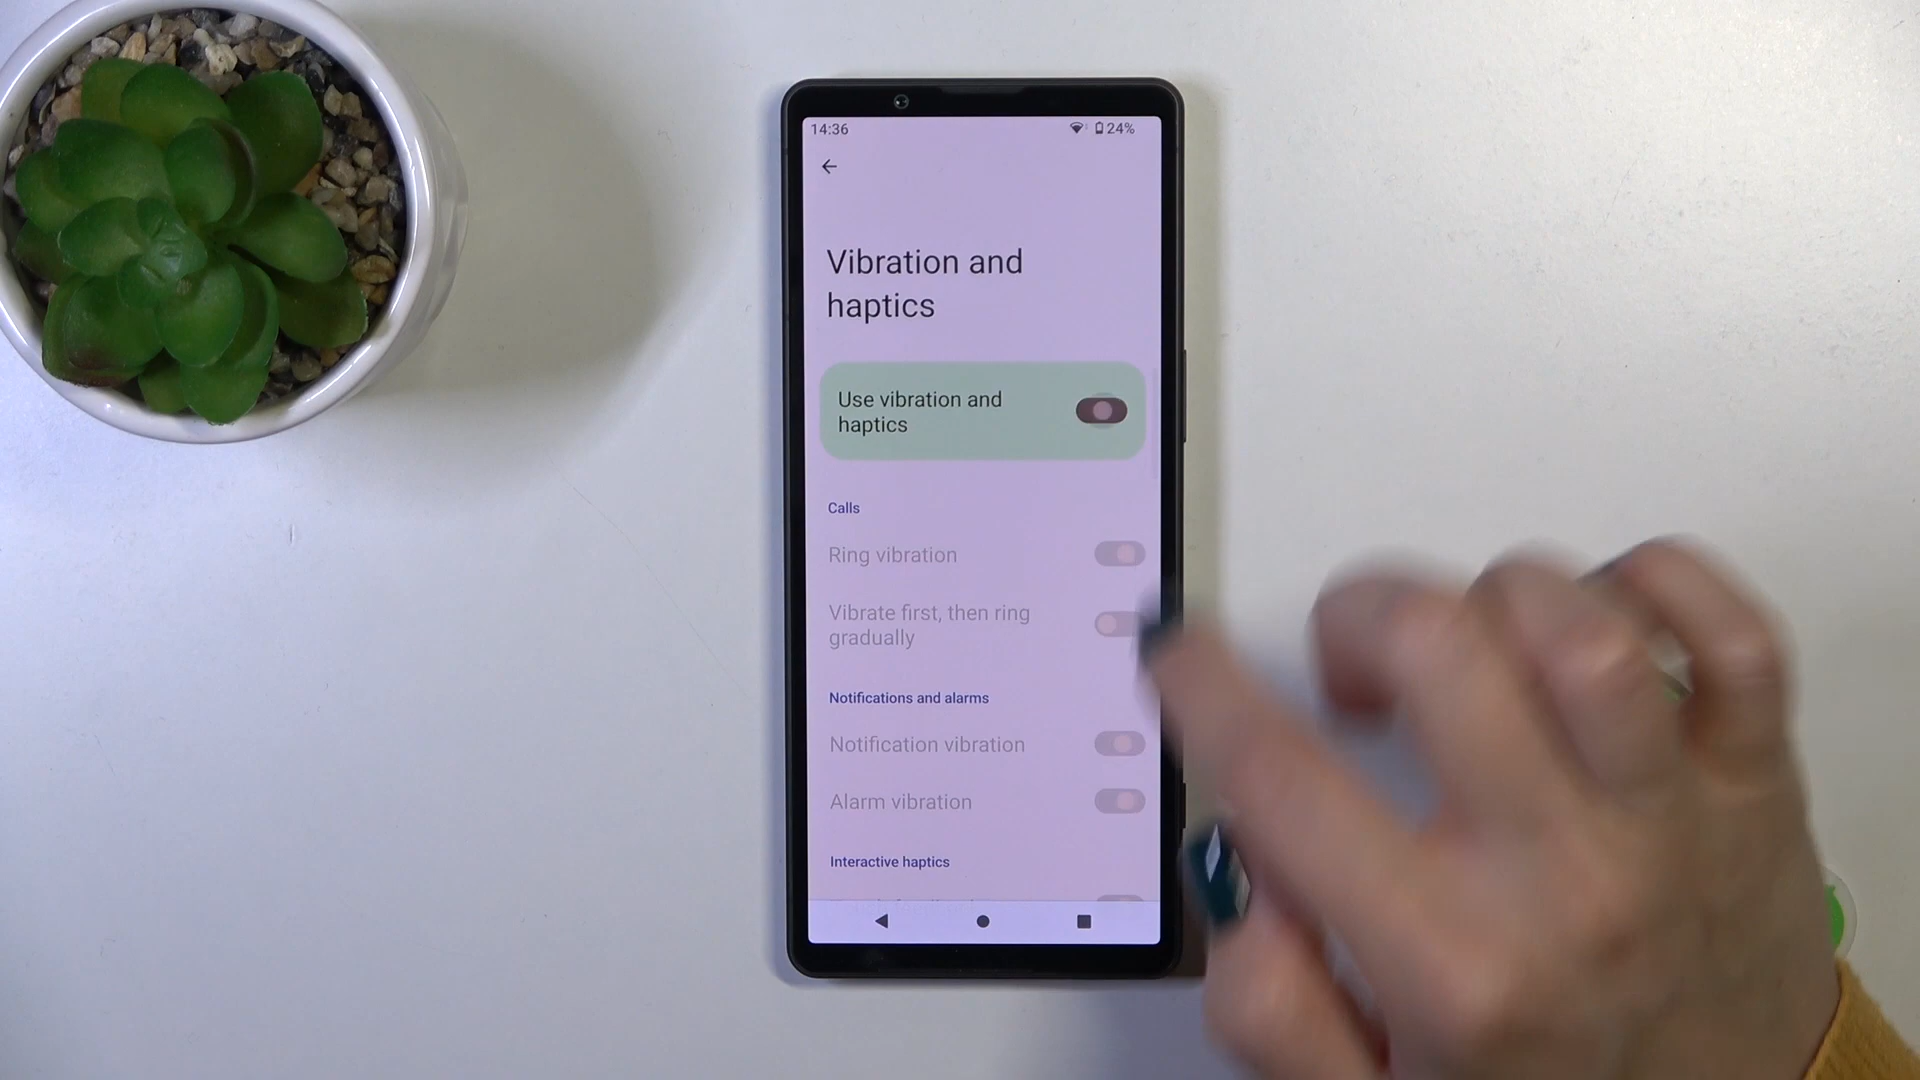 14:36
24%
Vibration and
haptics
Use vibration and
haptics
Calls
Ring vibration
Vibrate first, then ring
gradually
Notifications and alarms
Notification vibration
Alarm vibration
Interactive haptics